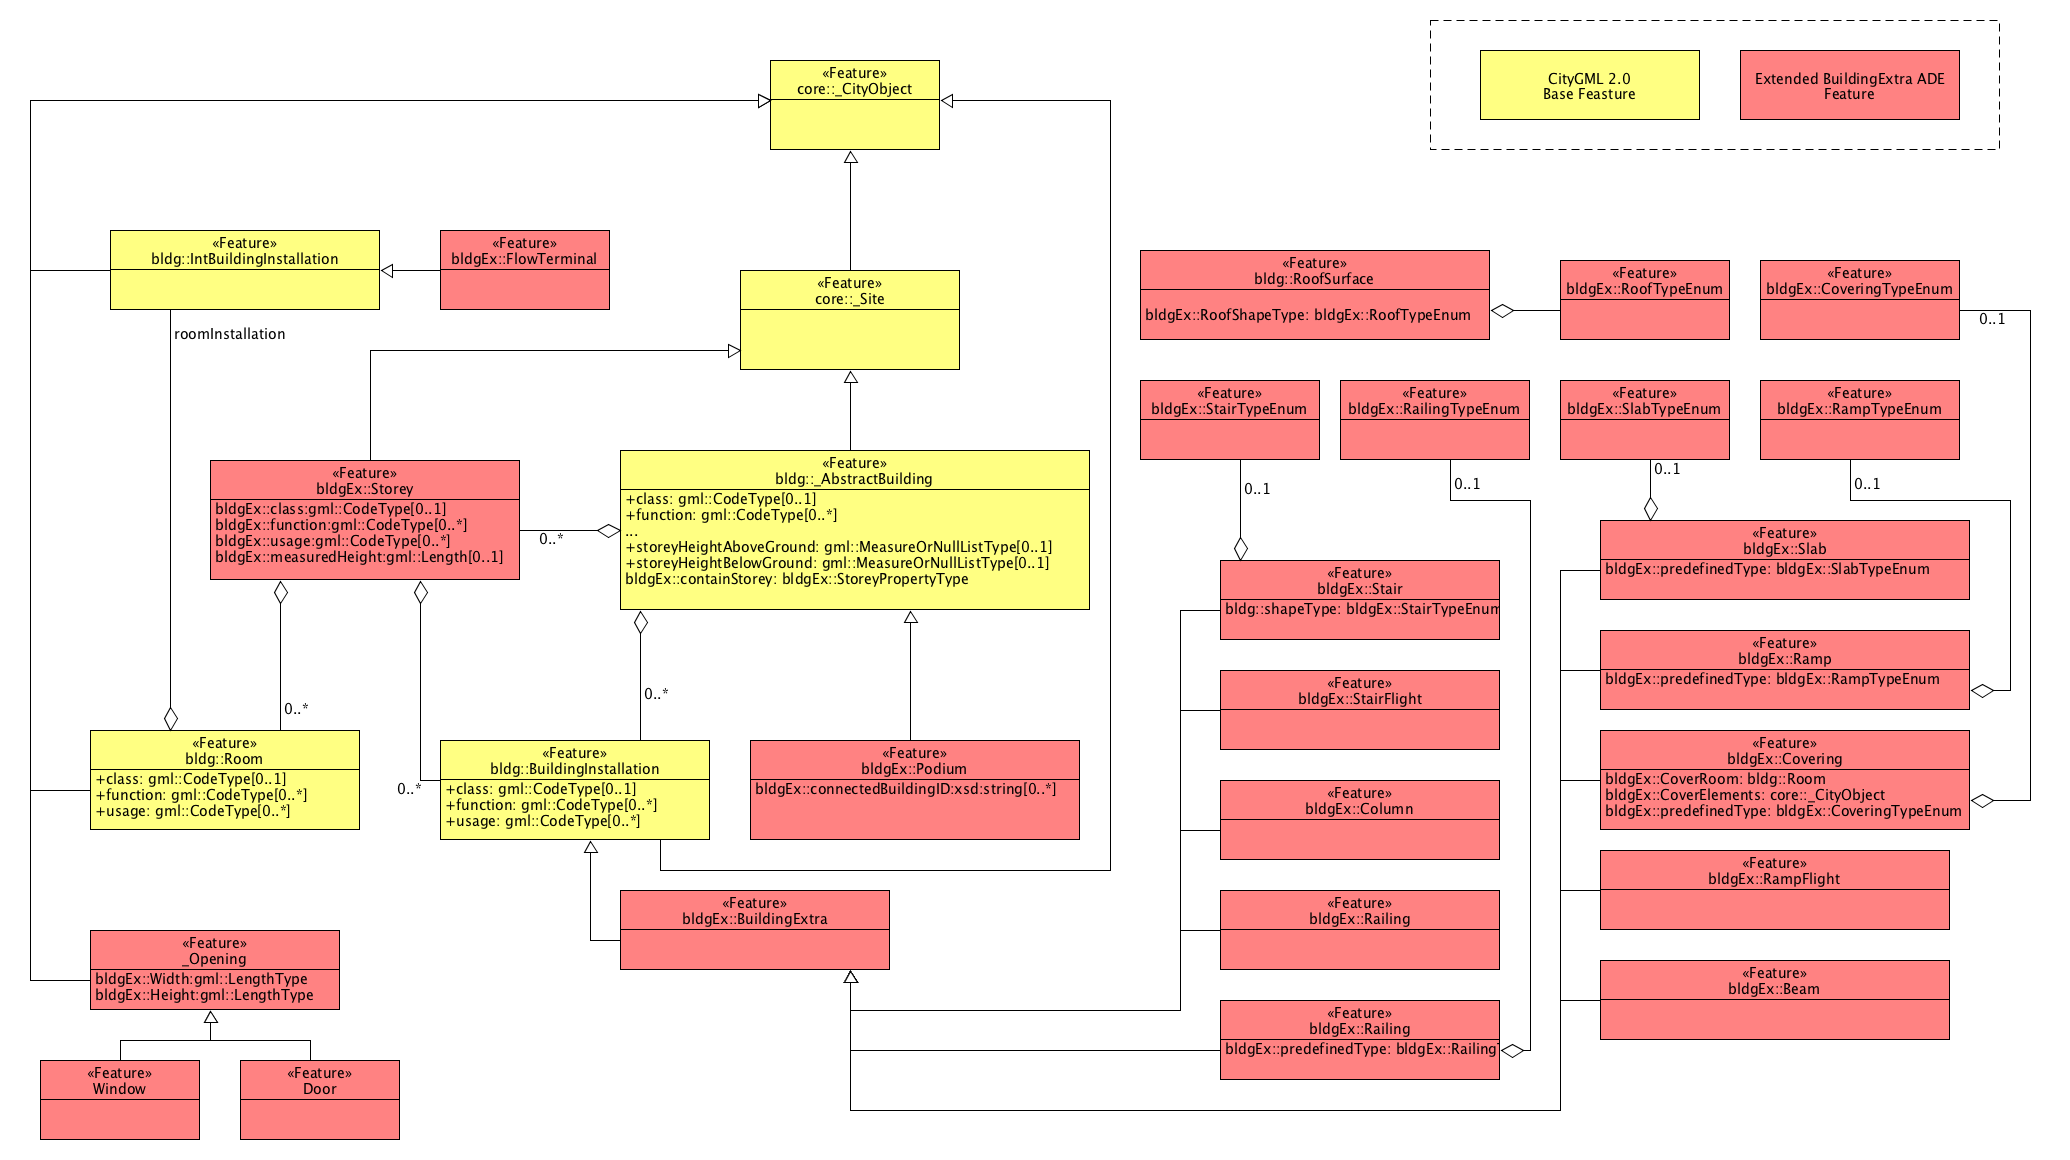 «Feature»
core::_CityObject
CityGML 2.0
Base Feasture
Extended BuildingExtra ADE
Feature
«Feature»
bldg::IntBuildingInstallation
«Feature»
bldgEx::FlowTerminal
roomInstallation
«Feature»
core::_Site
«Feature»
bldg::RoofSurface
bldgEx::RoofShapeType: bldgEx::RoofTypeEnum
«Feature»
bldgEx::RoofTypeEnum
«Feature»
bldgEx::CoveringTypeEnum
0..1
«Feature»
bldgEx::StairTypeEnum
0..1
«Feature»
bldgEx::RailingTypeEnum
0..1
«Feature»
bldgEx::SlabTypeEnum
0..1
«Feature»
bldgEx::RampTypeEnum
0..1
«Feature»
bldgEx::Storey
bldgEx::class:gml::CodeType[0..1]
bldgEx::function:gml::CodeType[0..*]
bldgEx::usage:gml::CodeType[0..*]
bldgEx::measuredHeight:gml::Length[0..1]
0..*
«Feature»
bldg::_AbstractBuilding
+class: gml::CodeType[0..1]
+function: gml::CodeType[0..*]
...
+storeyHeightAboveGround: gml::MeasureOrNullListType[0..1]
+storeyHeightBelowGround: gml::MeasureOrNullListType[0..1]
bldgEx::containStorey: bldgEx::StoreyPropertyType
0..*
0..*
0..*
«Feature»
bldg::Room
+class: gml::CodeType[0..1]
+function: gml::CodeType[0..*]
+usage: gml::CodeType[0..*]
«Feature»
bldg::BuildingInstallation
+class: gml::CodeType[0..1]
+function: gml::CodeType[0..*]
+usage: gml::CodeType[0..*]
«Feature»
bldgEx::Podium
bldgEx::connectedBuildingID:xsd:string[0..*]
«Feature»
bldgEx::BuildingExtra
«Feature»
_Opening
bldgEx::Width:gml::LengthType
bldgEx::Height:gml::LengthType
«Feature»
Window
«Feature»
Door
«Feature»
bldgEx::Stair
bldg::shapeType: bldgEx::StairTypeEnum
«Feature»
bldgEx::StairFlight
«Feature»
bldgEx::Column
«Feature»
bldgEx::Railing
«Feature»
bldgEx::Railing
bldgEx::predefinedType: bldgEx::Railing
«Feature»
bldgEx::Slab
bldgEx::predefinedType: bldgEx::SlabTypeEnum
«Feature»
bldgEx::Ramp
bldgEx::predefinedType: bldgEx::RampTypeEnum
«Feature»
bldgEx::Covering
bldgEx::CoverRoom: bldg::Room
bldgEx::CoverElements: core::_CityObject
bldgEx::predefinedType: bldgEx::CoveringTypeEnum
«Feature»
bldgEx::RampFlight
«Feature»
bldgEx::Beam